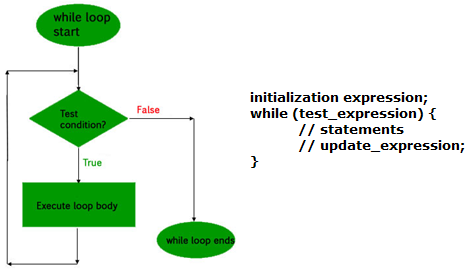 while loop
start
Test
condition?
False
True
Execute loop body
while loop ends
initialization expression;
while (test_expression) {
// statements
// update_expression;
}